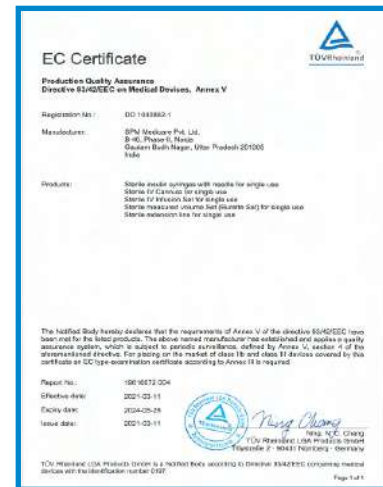 TÜVRheinland
EC Certificate
Production Quality Assurance
Directive 93/42/EEC on Medical Devices, Annex V
Registration No.:
Manufacturer: SPM Medicare Pvt. Ltd.
B-40, Phase-II, Noida
Gautam Budh Nagar, Uttar Pradesh
India
Products: Sterile insulin syringes with needle for single use
Sterile IV Cannula for single use
Sterile IV Infusion Set for single use
Sterile measured volume Set (Burette Set) for single use
Sterile extension line for single use
The Notified Body hereby declares that the requirements of Annex V of the directive 93/42/EEC have
been met for the listed products. The above named manufacturer has established and applies a quality
assurance system, which is subject to periodic surveillance, defined by Annex V, section 4 of the
aforementioned directive. For placing on the market of class IIb and class III devices covered by this
certificate an EC type-examination certificate according to Annex III is required.
Report No.:
Effective date: 2021-03-11
Expiry date:
Issue date: 2021-03-11
Chang
TÜV Rheinland LGA Products GmbH
Tillystraße 2 - 90431 Nürnberg - Germany
TÜV Rheinland LGA Products GmbH is a Notified Body according to Directive 93/42/EEC concerning medical
devices with the identification number 0197.
Page 1 of 1